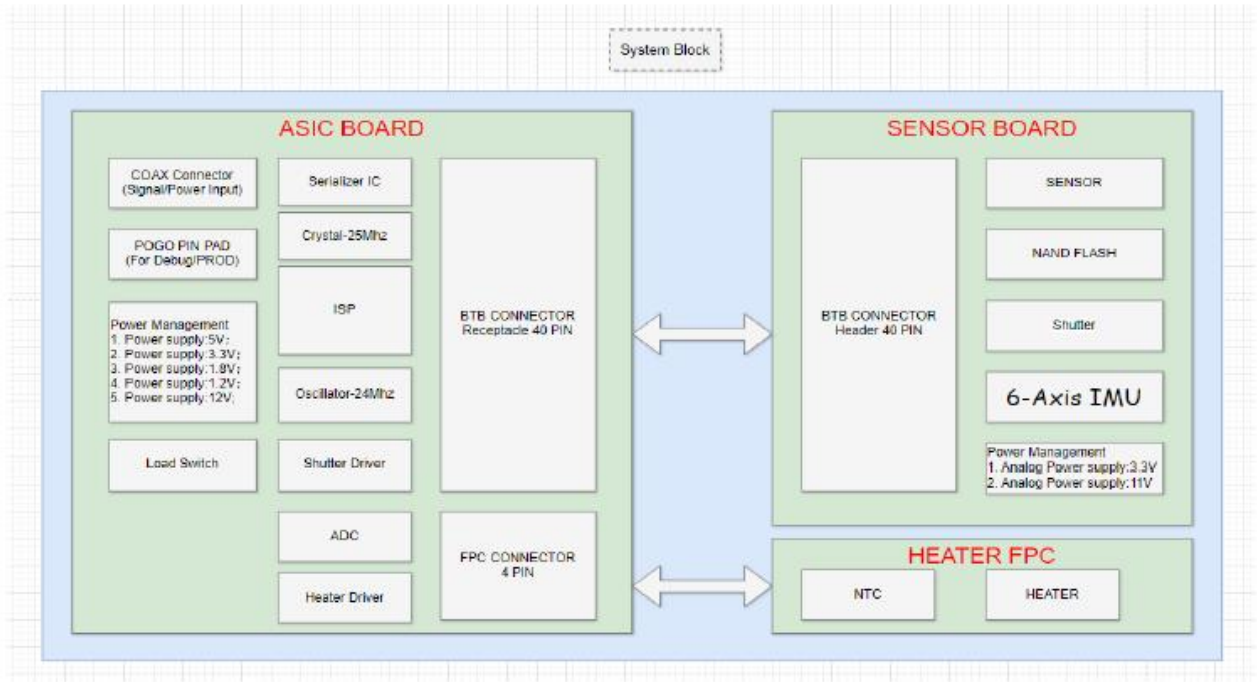 System Block
ASIC BOARD
COAX Connector
(Signal/Power Input)
POGO PIN PAD
(For Debug/PROD)
Power Management
1. Power supply:5V;
2. Power supply:3.3V;
3. Power supply:1.8V;
4. Power supply:1.2V;
5. Power supply:12V;
Load Switch
Serializer IC
Crystal-25Mhz
ISP
Oscillator-24Mhz
Shutter Driver
ADC
Heater Driver
BTB CONNECTOR
Receptacle 40 PIN
FPC CONNECTOR
4 PIN
SENSOR BOARD
BTB CONNECTOR
Header 40 PIN
SENSOR
NAND FLASH
Shutter
6-Axis IMU
Power Management
1. Analog Power supply:3.3V
2. Analog Power supply:11V
HEATER FPC
NTC
HEATER